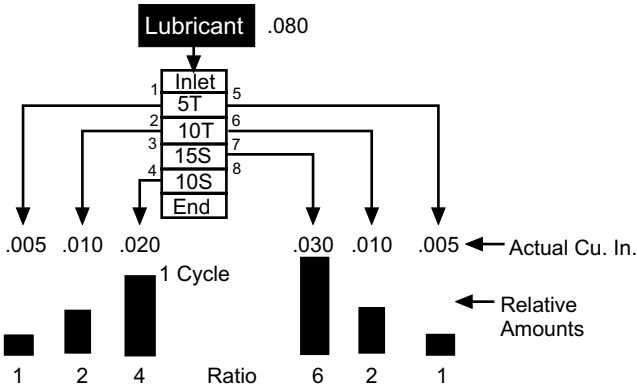 Lubricant .080
Inlet
1 5T 5
2 10T 6
3 15S 7
4 10S 8
End
.005 .010 .020 .030 .010 .005 Actual Cu. In.
1 Cycle
Relative
Amounts
1 2 4 Ratio 6 2 1